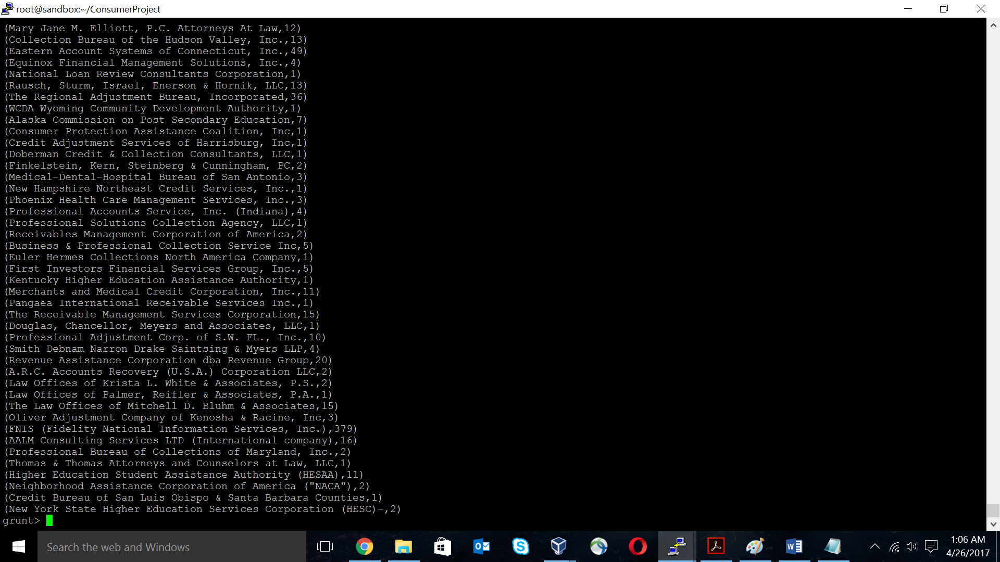 root@sandbox:~/ConsumerProject
(Mary Jane M. Elliott, P.C. Attorneys At Law,12)
(Collection Bureau of the Hudson Valley, Inc.,13)
(Eastern Account Systems of Connecticut, Inc.,49)
(Equinox Financial Management Solutions, Inc.,4)
(National Loan Review Consultants Corporation,1)
(Rausch, Sturm, Israel, Enerson & Hornik, LLC,13)
(The Regional Adjustment Bureau, Incorporated,36)
(WCDA Wyoming Community Development Authority,1)
(Alaska Commission on Post Secondary Education,7)
(Consumer Protection Assistance Coalition, Inc,1)
(Credit Adjustment Services of Harrisburg, Inc,1)
(Doberman Credit & Collection Consultants, LLC,1)
(Finkelstein, Kern, Steinberg & Cunningham, PC,2)
(Medical-Dental-Hospital Bureau of San Antonio,3)
(New Hampshire Northeast Credit Services, Inc.,1)
(Phoenix Health Care Management Services, Inc.,3)
(Professional Accounts Service, Inc. (Indiana),4)
(Professional Solutions Collection Agency, LLC,1)
(Receivables Management Corporation of America,2)
(Business & Professional Collection Service Inc,5)
(Euler Hermes Collections North America Company,1)
(First Investors Financial Services Group, Inc.,5)
(Kentucky Higher Education Assistance Authority,1)
(Merchants and Medical Credit Corporation, Inc.,11)
(Pangaea International Receivable Services Inc.,1)
(The Receivable Management Services Corporation,15)
(Douglas, Chancellor, Meyers and Associates, LLC,1)
(Professional Adjustment Corp. of S.W. FL., Inc.,10)
(Smith Debnam Narron Drake Saintsing & Myers LLP,4)
(Revenue Assistance Corporation dba Revenue Group,20)
(A.R.C. Accounts Recovery (U.S.A.) Corporation LLC,2)
(Law Offices of Krista L. White & Associates, P.S.,2)
(Law Offices of Palmer, Reifler & Associates, P.A.,1)
(The Law Offices of Mitchell D. Bluhm & Associates,15)
(Oliver Adjustment Company of Kenosha & Racine, Inc,3)
(FNIS (Fidelity National Information Services, Inc.),379)
(AALM Consulting Services LTD (International company),16)
(Professional Bureau of Collections of Maryland, Inc.,2)
(Thomas & Thomas Attorneys and Counselors at Law, LLC,1)
(Higher Education Student Assistance Authority (HESAA),11)
(Neighborhood Assistance Corporation of America ("NACA"),2)
(Credit Bureau of San Luis Obispo & Santa Barbara Counties,1)
(New York State Higher Education Services Corporation (HESC)-,2)
grunt>
Search the web and Windows
1:06 AM
4/26/2017